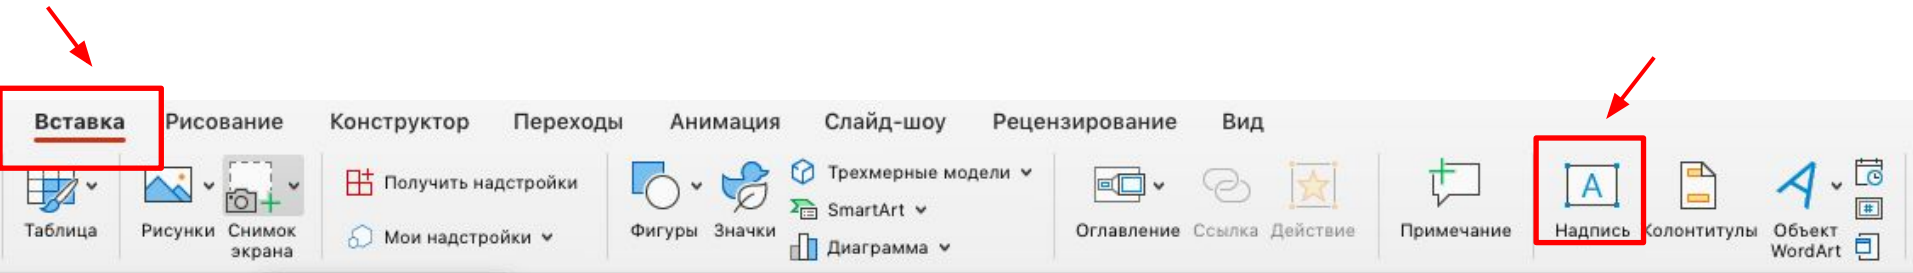 Вставка Рисование Конструктор Переходы Анимация Слайд-шоу Рецензирование Вид
Таблица
Рисунки
Снимок
экрана
Получить надстройки
Мои надстройки
Фигуры
Значки
Трехмерные модели
SmartArt
Диаграмма
Оглавление
Ссылка
Действие
Примечание
A
Надпись
Колонтитулы
Объект
WordArt
#